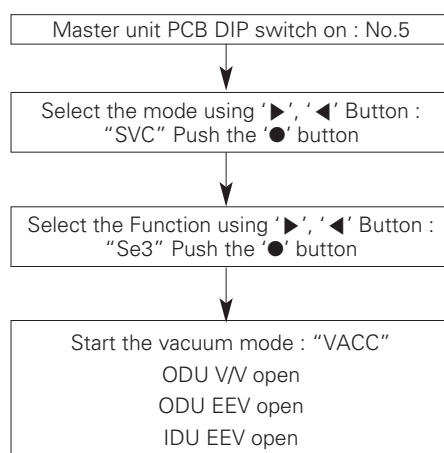 Master unit PCB DIP switch on : No.5
Select the mode using ‘▶’, ‘◀’ Button :
“SVC” Push the ‘●’ button
Select the Function using ‘▶’, ‘◀’ Button :
“Se3” Push the ‘●’ button
Start the vacuum mode : “VACC”
ODU V/V open
ODU EEV open
IDU EEV open